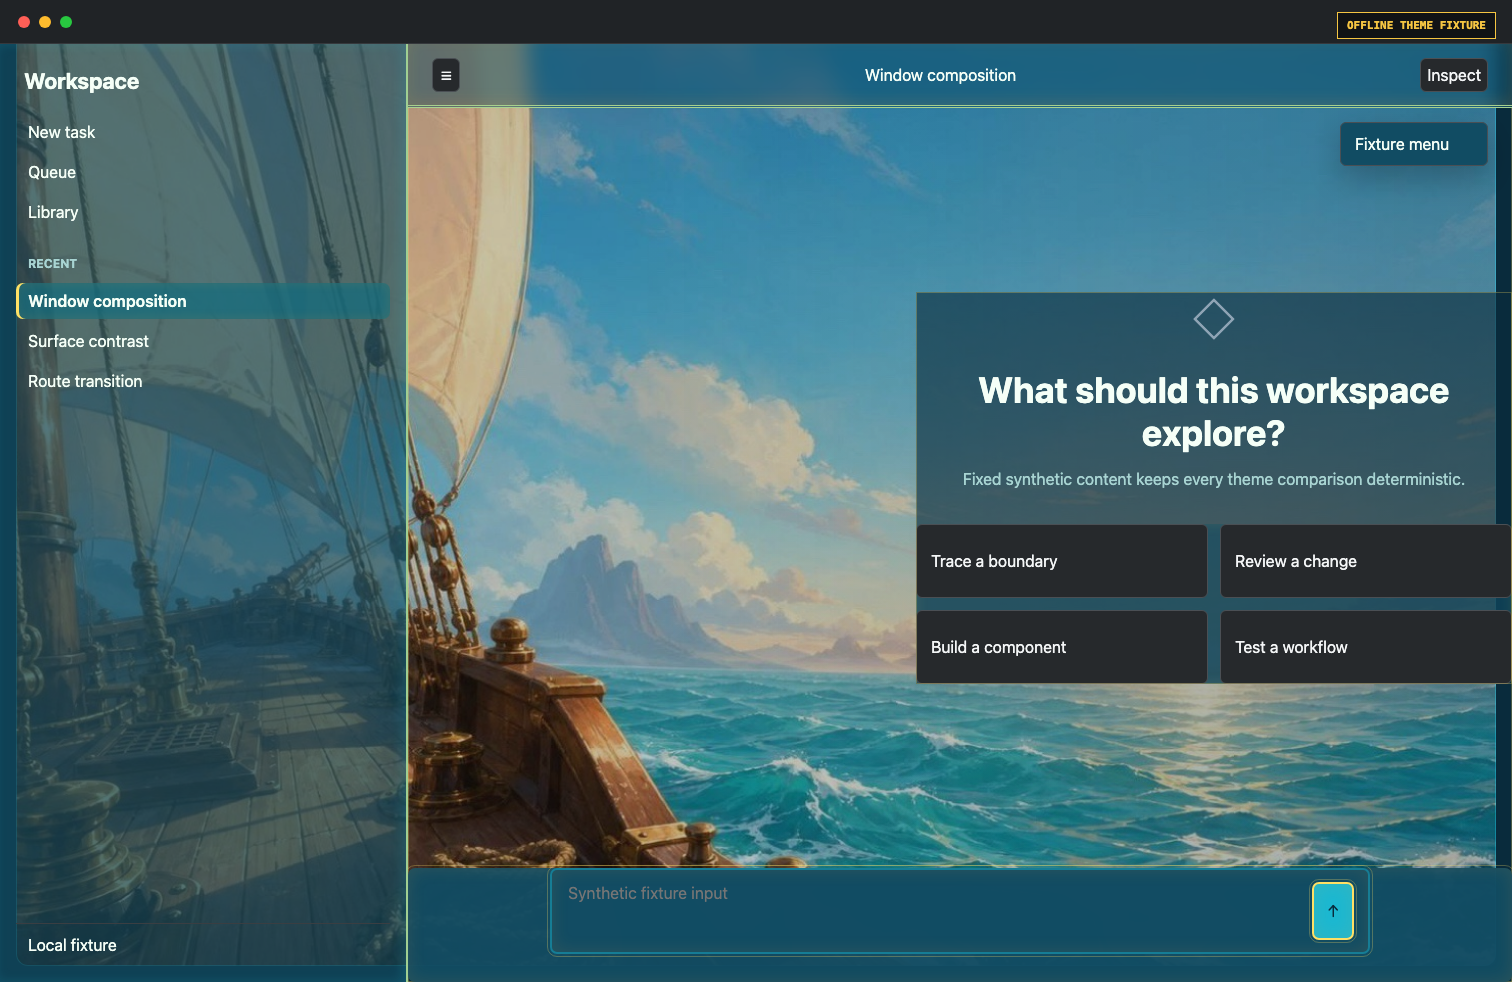 OFFLINE THEME FIXTURE
Workspace
New task
Queue
Library
RECENT
Window composition
Surface contrast
Route transition
Local fixture
Window composition
Inspect
Fixture menu
What should this workspace
explore?
Fixed synthetic content keeps every theme comparison deterministic.
Trace a boundary
Review a change
Build a component
Test a workflow
Synthetic fixture input